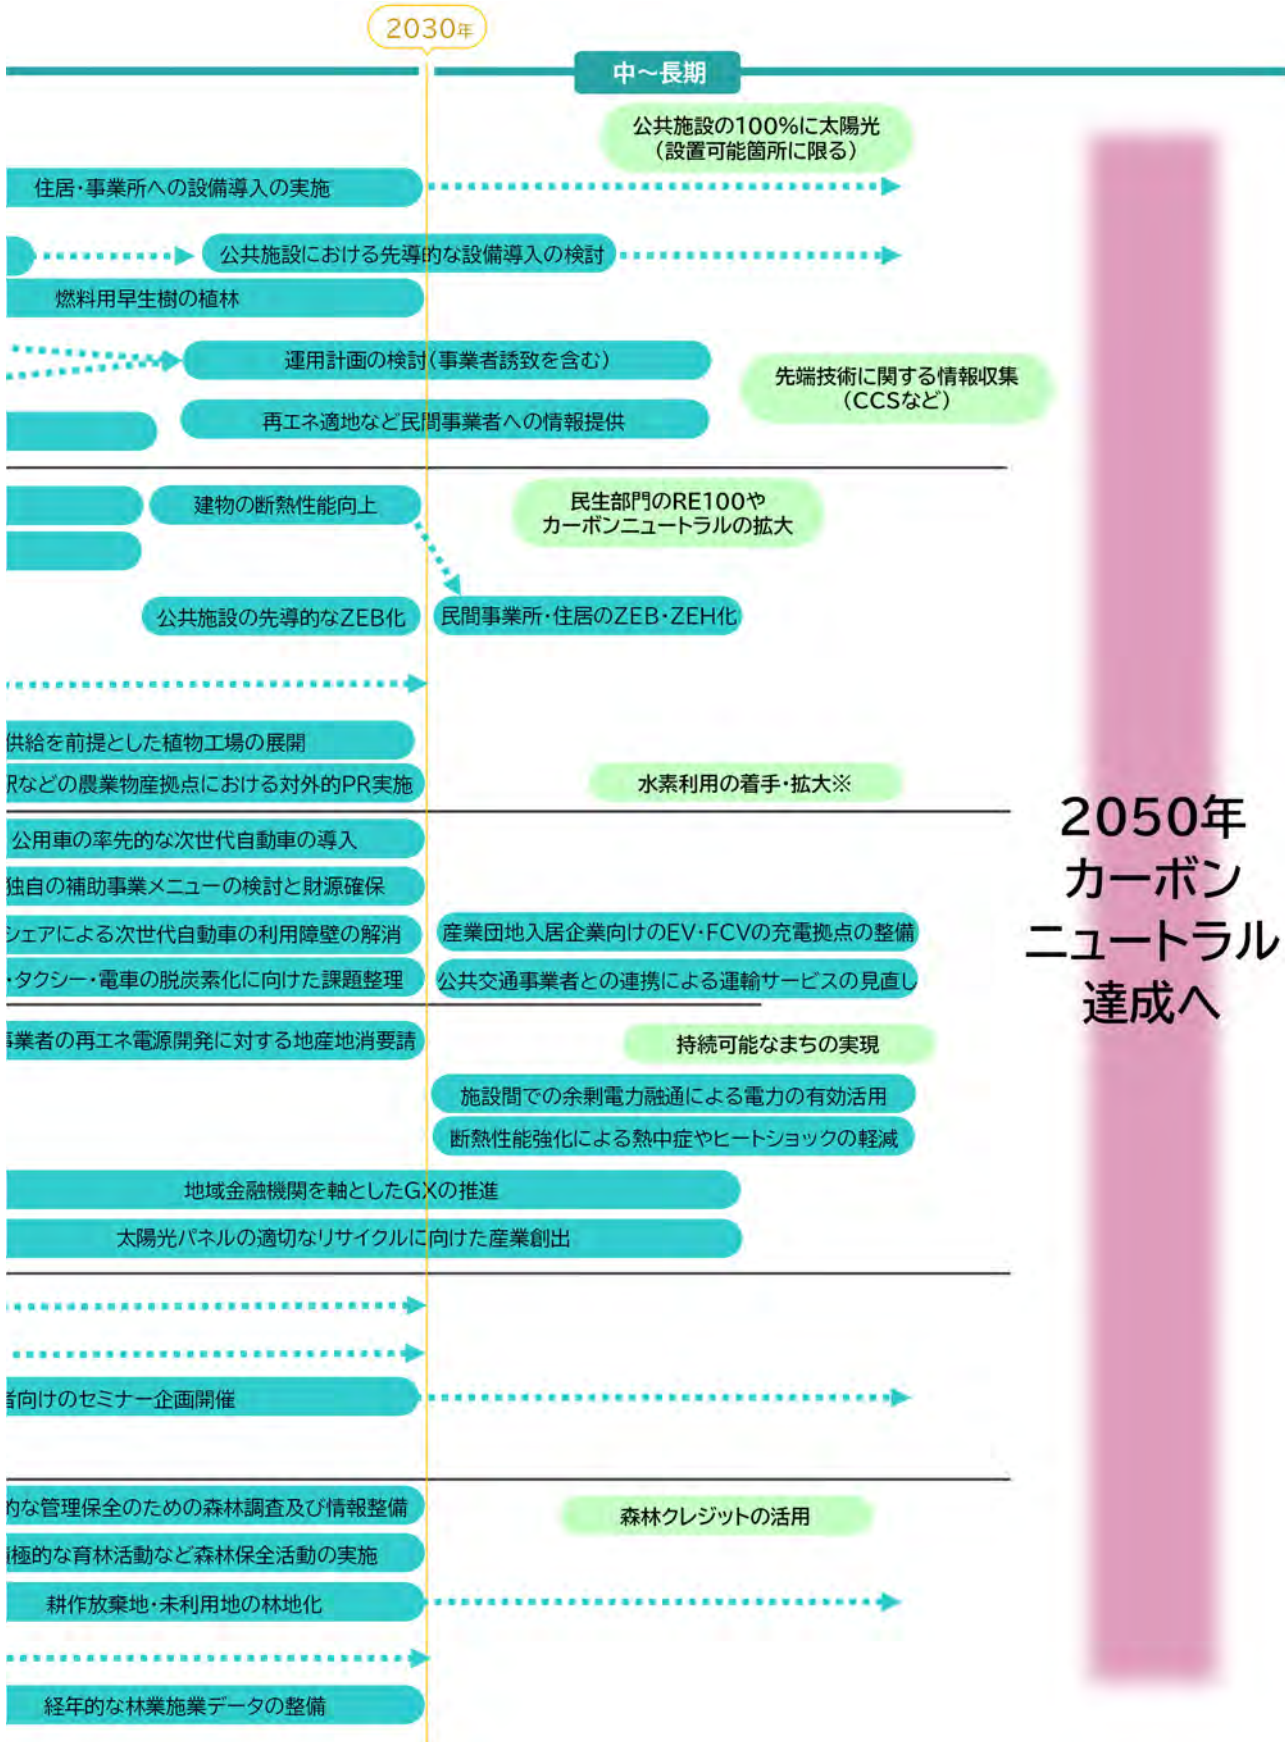 2030年
中～長期
公共施設の100%に太陽光
（設置可能箇所に限る）
住居・事業所への設備導入の実施
公共施設における先導的な設備導入の検討
燃料用早生樹の植林
運用計画の検討（事業者誘致を含む）
先端技術に関する情報収集
（CCSなど）
再エネ適地など民間事業者への情報提供
建物の断熱性能向上
民生部門のRE100や
カーボンニュートラルの拡大
公共施設の先導的なZEB化
民間事業所・住居のZEB・ZEH化
供給を前提とした植物工場の展開
などの農業物産拠点における対外的PR実施
水素利用の着手・拡大※
公用車の率先的な次世代自動車の導入
独自の補助事業メニューの検討と財源確保
シェアによる次世代自動車の利用障壁の解消
産業団地入居企業向けのEV・FCVの充電拠点の整備
・タクシー・電車の脱炭素化に向けた課題整理
公共交通事業者との連携による運輸サービスの見直し
2050年
カーボン
ニュートラル
達成へ
業者の再エネ電源開発に対する地産地消要請
持続可能なまちの実現
施設間での余剰電力融通による電力の有効活用
断熱性能強化による熱中症やヒートショックの軽減
地域金融機関を軸としたGXの推進
太陽光パネルの適切なリサイクルに向けた産業創出
者向けのセミナー企画開催
的な管理保全のための森林調査及び情報整備
森林クレジットの活用
極的な育林活動など森林保全活動の実施
耕作放棄地・未利用地の林地化
経年的な林業施業データの整備